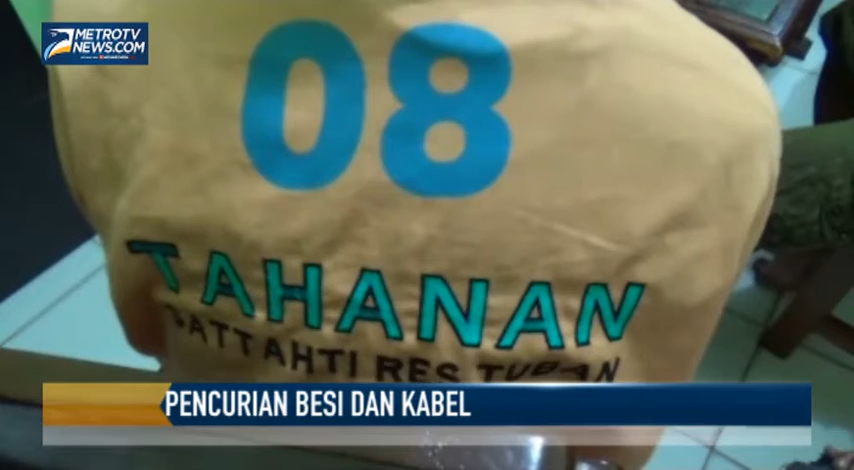 METROTV
NEWS.COM
08
TAHANAN
SATTAHTI RES TUBAN
PENCURIAN BESI DAN KABEL